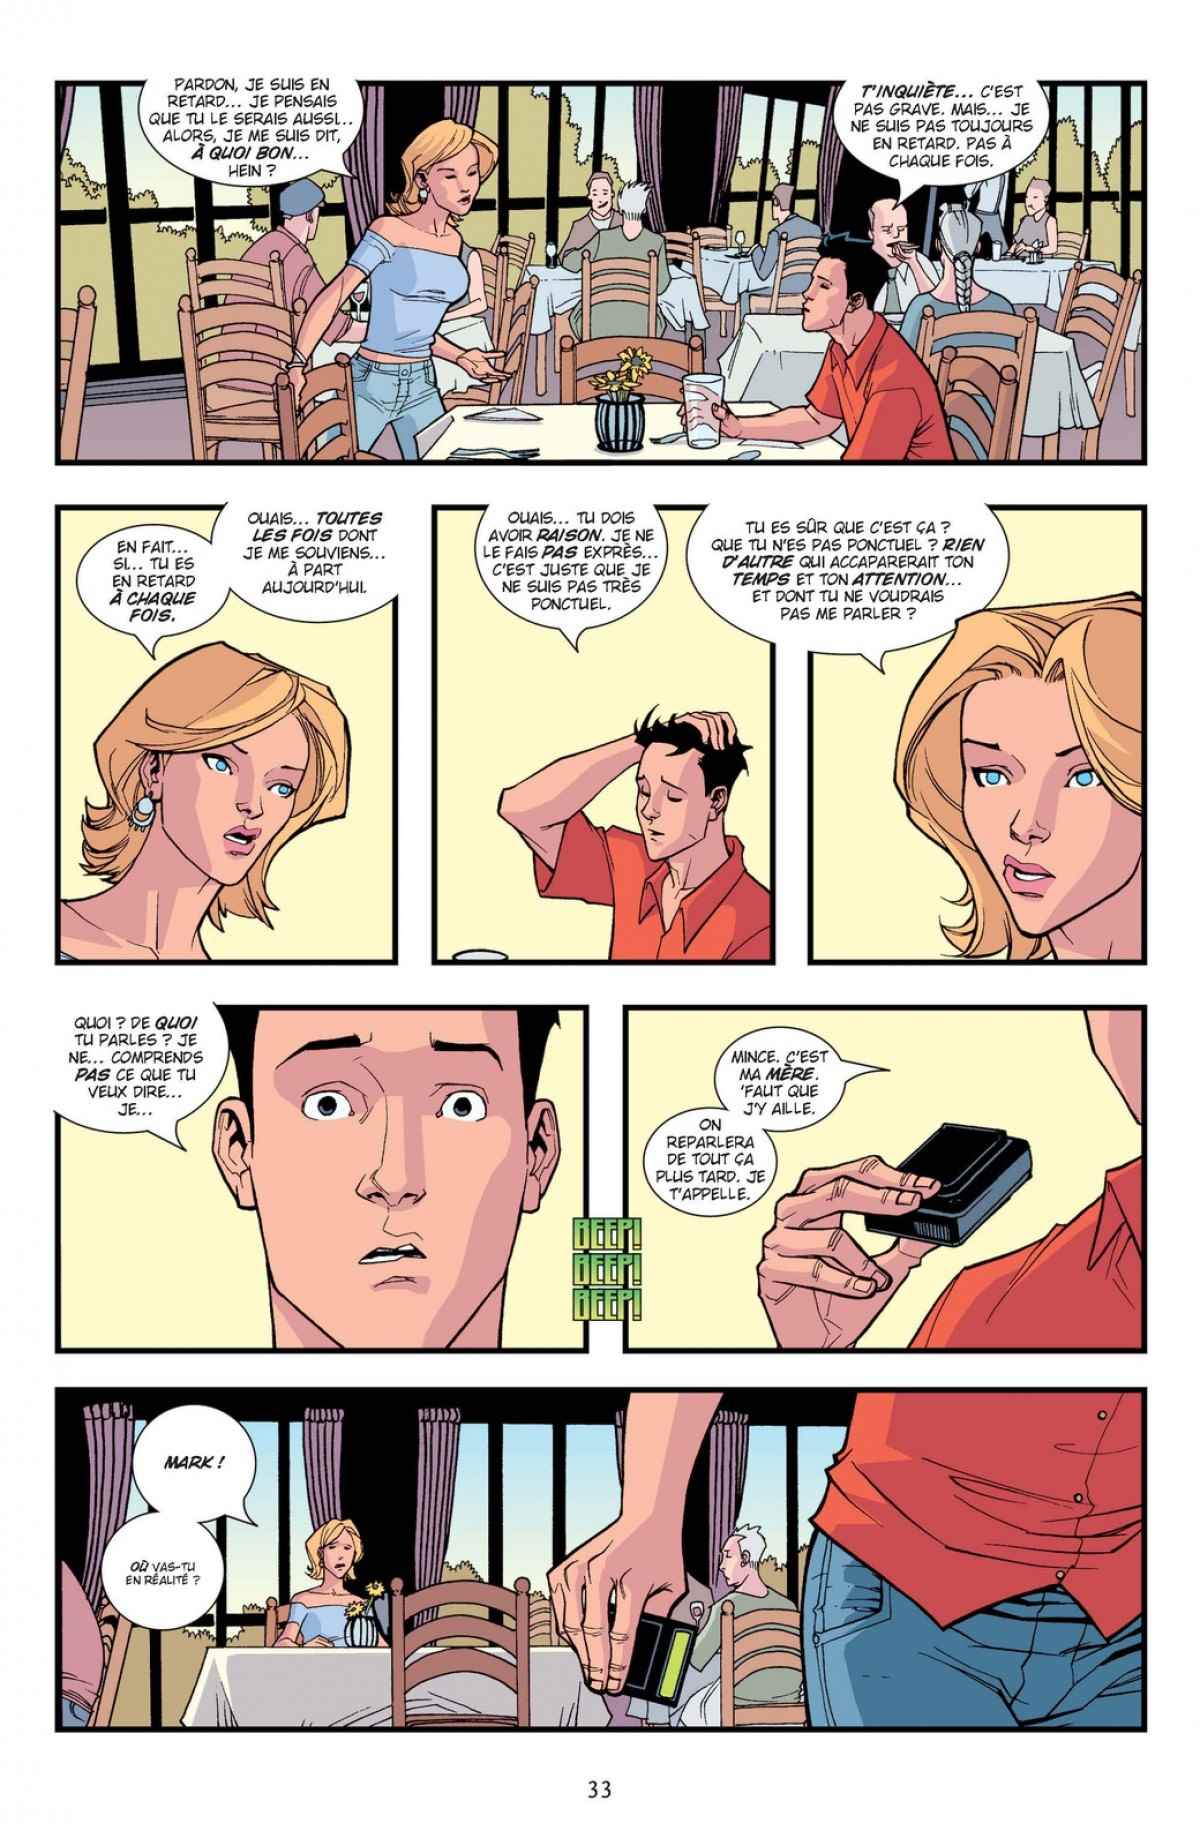 PARDON, JE SUIS EN
RETARD... JE PENSAIS
QUE TU LE SERAIS AUSSI...
ALORS, JE ME SUIS DIT,
À QUOI BON...
HEIN ?
T'INQUIÈTE... C'EST
PAS GRAVE. MAIS... JE
NE SUIS PAS TOUJOURS
EN RETARD. PAS À
CHAQUE FOIS.
EN FAIT...
SI... TU ES
EN RETARD
À CHAQUE
FOIS.
OUAIS... TOUTES
LES FOIS DONT
JE ME SOUVIENS...
À PART
AUJOURD'HUI.
OUAIS... TU DOIS
AVOIR RAISON. JE NE
LE FAIS PAS EXPRÈS...
C'EST JUSTE QUE JE
NE SUIS PAS TRÈS
PONCTUEL.
TU ES SÛR QUE C'EST ÇA ?
QUE TU N'ES PAS PONCTUEL ? RIEN
D'AUTRE QUI ACCAPARERAIT TON
TEMPS ET TON ATTENTION...
ET DONT TU NE VOUDRAIS
PAS ME PARLER ?
QUOI ? DE QUOI
TU PARLES ? JE
NE... COMPRENDS
PAS CE QUE TU
VEUX DIRE...
JE...
BEEP!
BEEP!
BEEP!
MINCE. C'EST
MA MÈRE.
'FAUT QUE
J'Y AILLE.
ON
REPARLERA
DE TOUT ÇA
PLUS TARD. JE
T'APPELLE.
MARK !
OÙ VAS-TU
EN RÉALITÉ ?
33